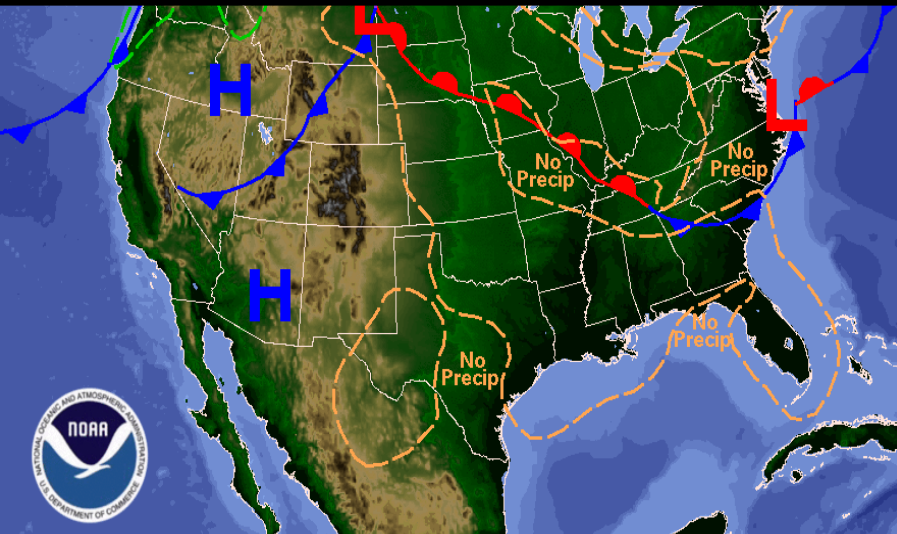 L
H
L
No
Precip
No
Precip
H
No
Precip
No
Precip
NATIONAL OCEANIC AND ATMOSPHERIC ADMINISTRATION
NOAA
U.S. DEPARTMENT OF COMMERCE